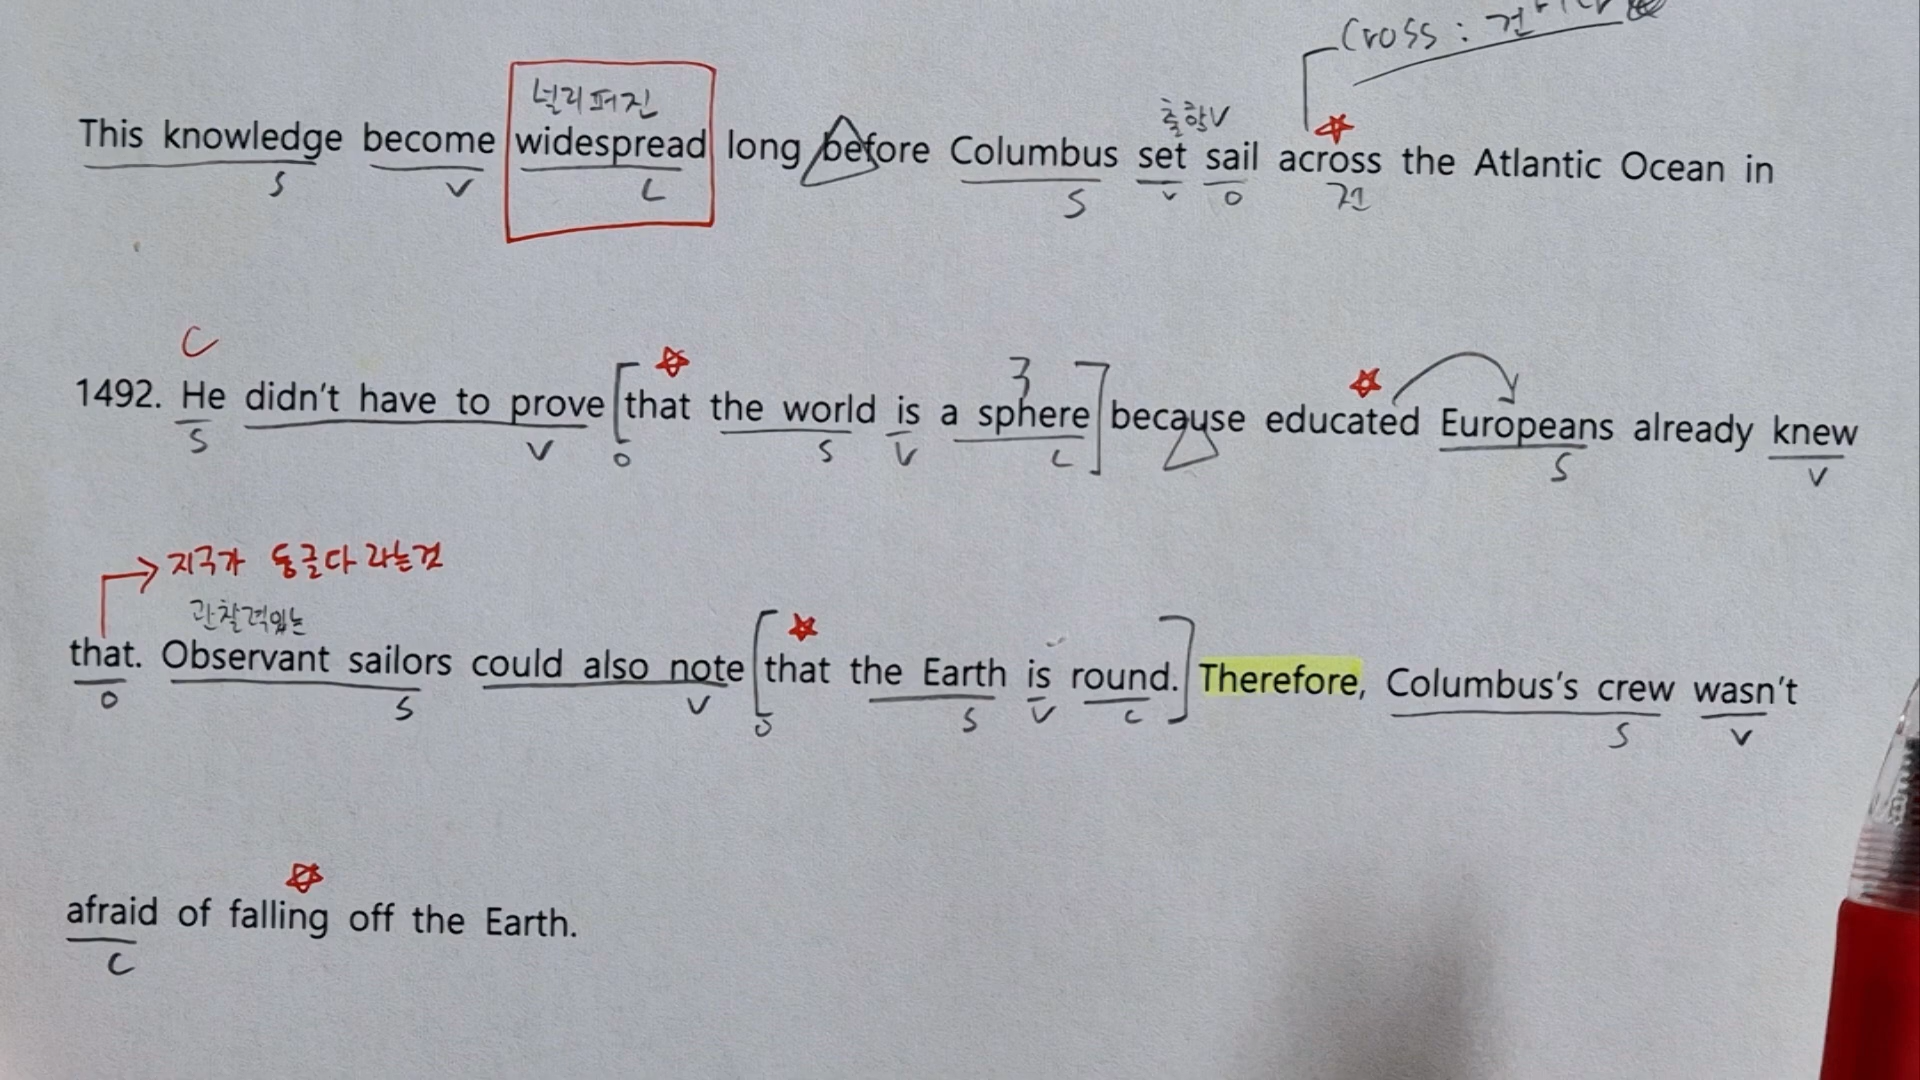 Cross : 건
널리퍼진
출항V
This knowledge become widespread long before Columbus set sail across the Atlantic Ocean in
S V C S V O 전
C
1492. He didn't have to prove [that the world is a sphere] because educated Europeans already knew
S V O S V C S V
→ 지구가 둥글다 라는것
관찰력있는
that. Observant sailors could also note [that the Earth is round.] Therefore, Columbus's crew wasn't
O S V O S V C S V
afraid of falling off the Earth.
C